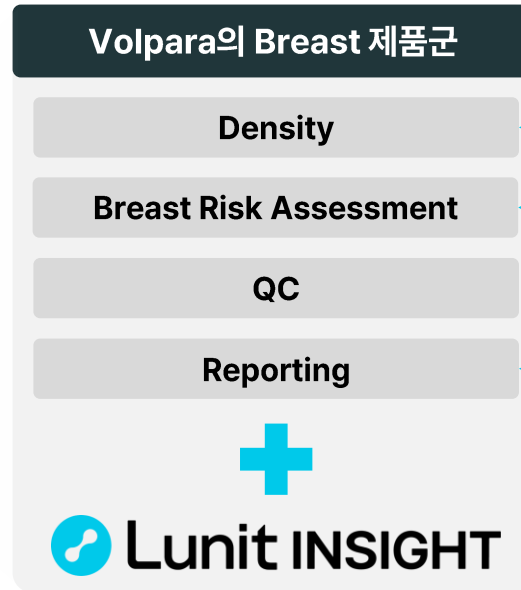 Volpara의 Breast 제품군
Density
Breast Risk Assessment
QC
Reporting
Lunit INSIGHT